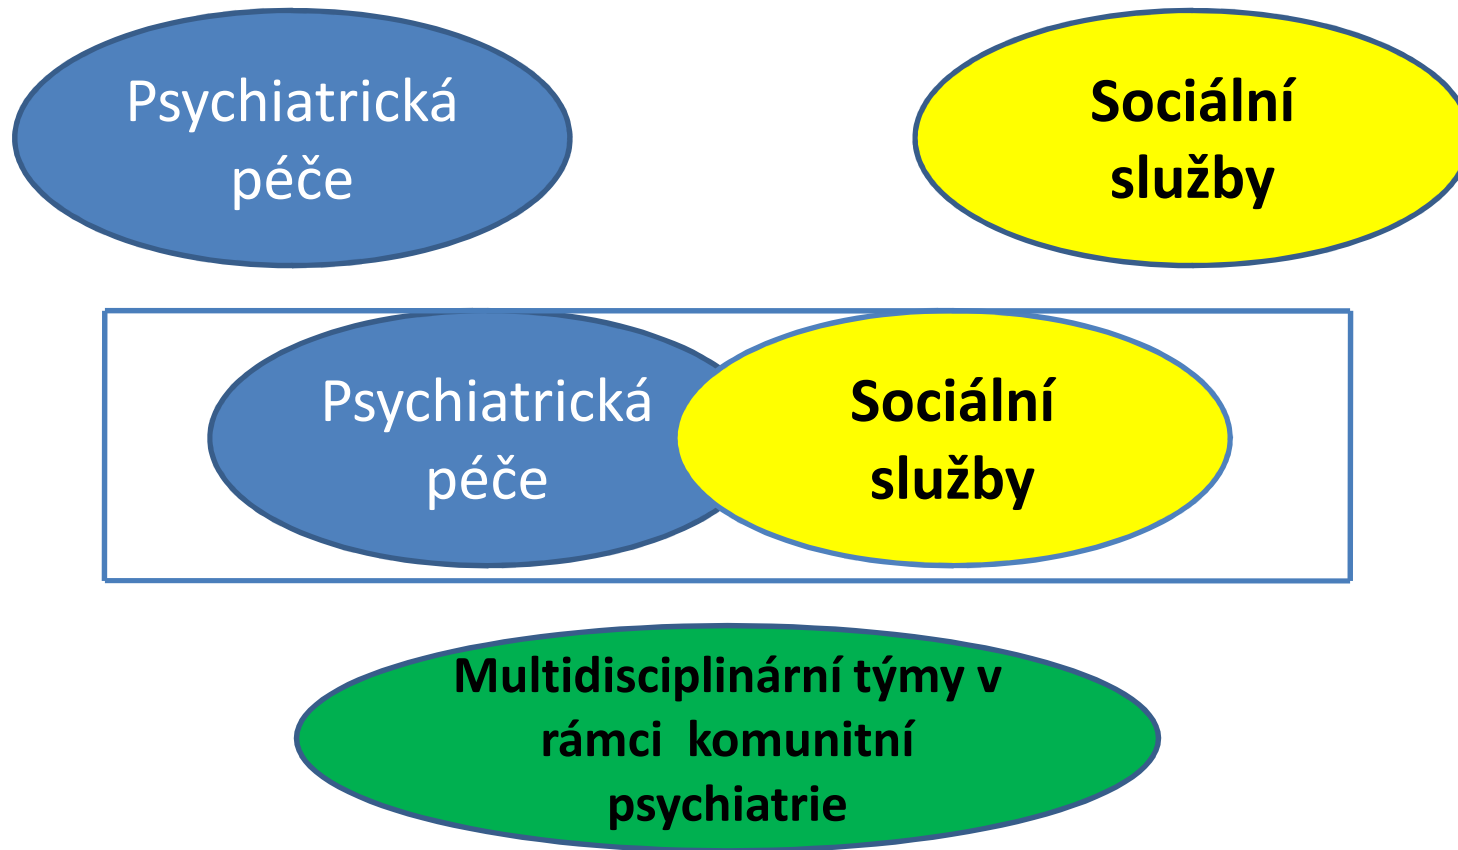 Psychiatrická
péče
Sociální
služby
Psychiatrická
péče
Sociální
služby
Multidisciplinární týmy v
rámci  komunitní
psychiatrie